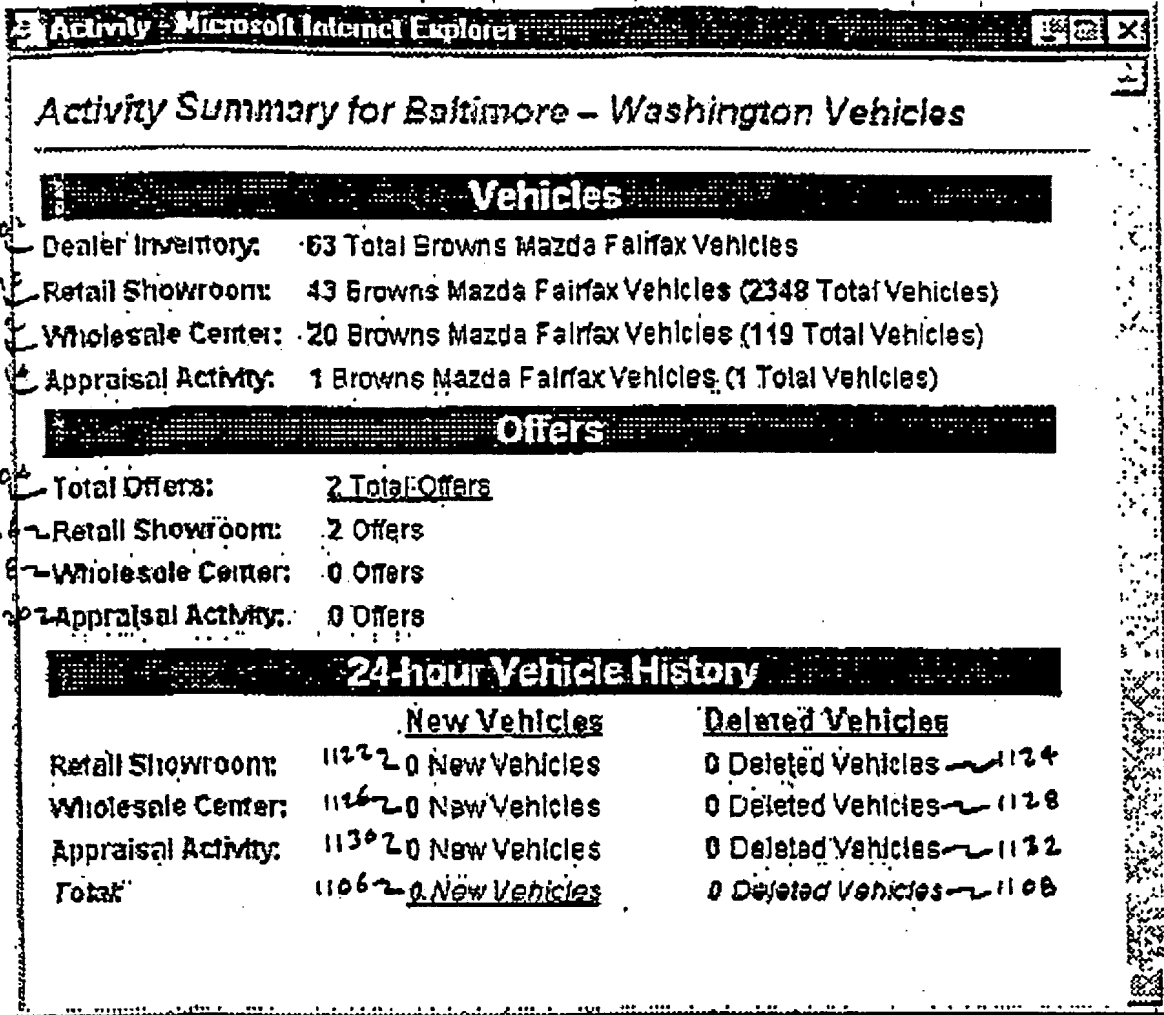 Activity - Microsoft Internet Explorer
Activity Summary for Baltimore – Washington Vehicles
Vehicles
Dealer Inventory: 63 Total Browns Mazda Fairfax Vehicles
Retail Showroom: 43 Browns Mazda Fairfax Vehicles (2348 Total Vehicles)
Wholesale Center: 20 Browns Mazda Fairfax Vehicles (119 Total Vehicles)
Appraisal Activity: 1 Browns Mazda Fairfax Vehicles (1 Total Vehicles)
Offers
Total Offers: 2 Total Offers
Retail Showroom: 2 Offers
Wholesale Center: 0 Offers
Appraisal Activity: 0 Offers
24-hour Vehicle History
New Vehicles Deleted Vehicles
Retail Showroom: 1122 0 New Vehicles 0 Deleted Vehicles 1124
Wholesale Center: 1126 0 New Vehicles 0 Deleted Vehicles 1128
Appraisal Activity: 1130 0 New Vehicles 0 Deleted Vehicles 1132
Total: 1106 0 New Vehicles 0 Deleted Vehicles 1108